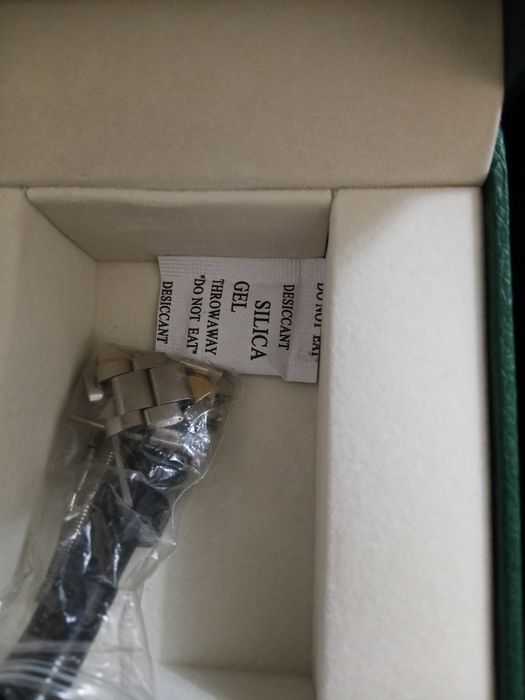 DO NOT EAT
DESICCANT
SILICA
GEL
THROWAWAY
"DO NOT EAT"
DESICCANT